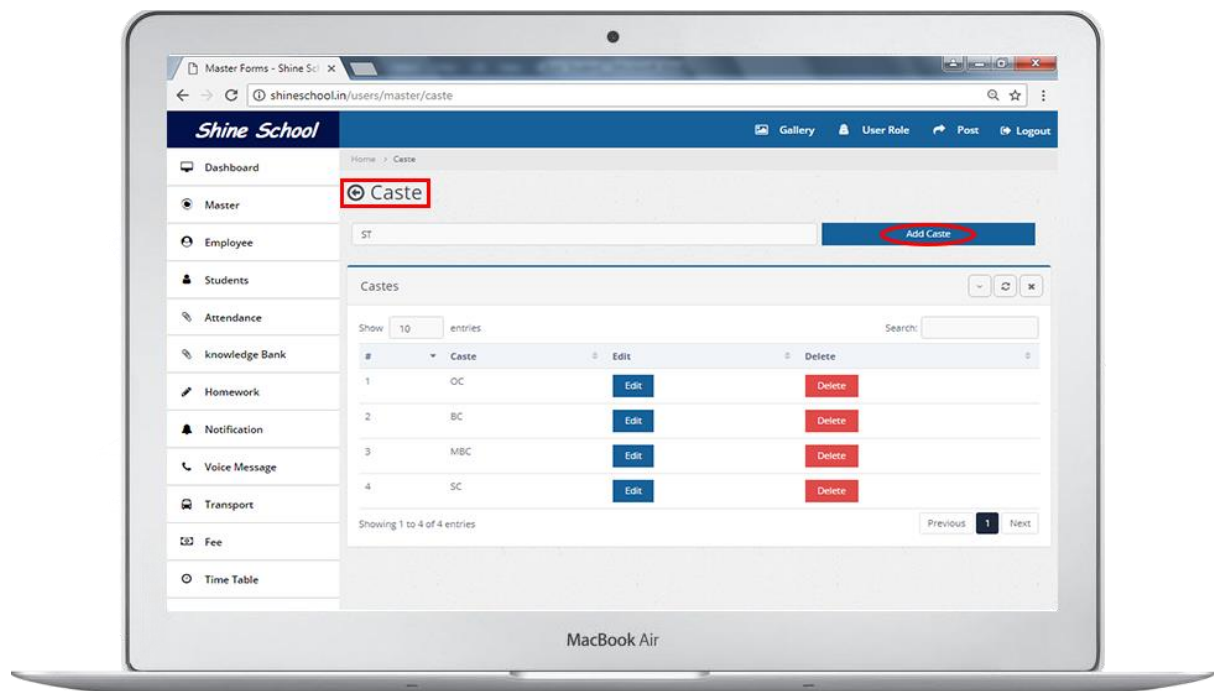 Master Forms - Shine Sc
shineschool.in/users/master/caste
Shine School
Gallery User Role Post Logout
Dashboard
Master
Employee
Students
Attendance
knowledge Bank
Homework
Notification
Voice Message
Transport
Fee
Time Table
Home > Caste
Caste
ST Add Caste
Castes
Show 10 entries Search:
# Caste Edit Delete
1 OC Edit Delete
2 BC Edit Delete
3 MBC Edit Delete
4 SC Edit Delete
Showing 1 to 4 of 4 entries Previous 1 Next
MacBook Air